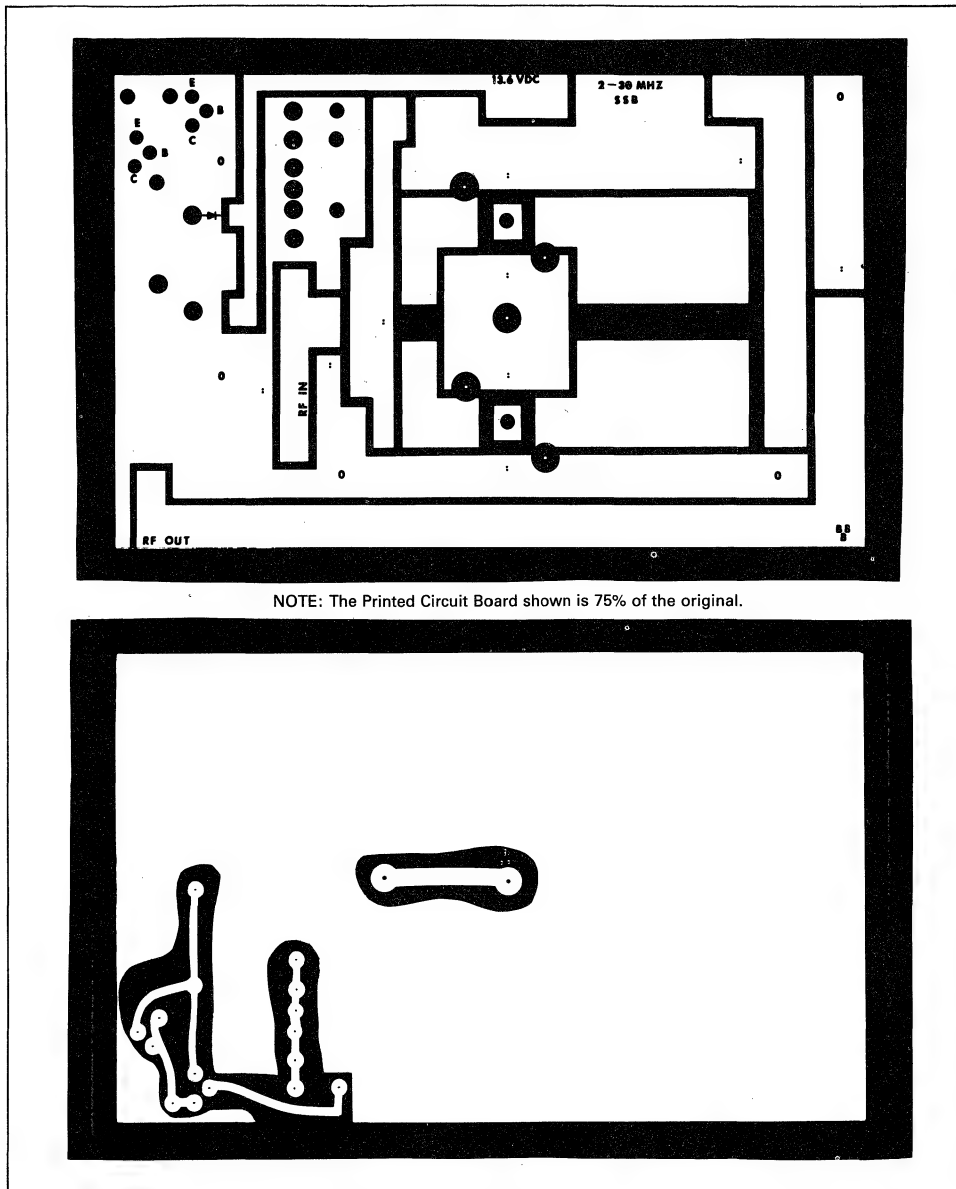 13.6 VDC
2-30 MHZ
SSB
E
B
C
E
B
C
O
O
O
RF IN
O
O
O
RF OUT
BB
B
NOTE: The Printed Circuit Board shown is 75% of the original.